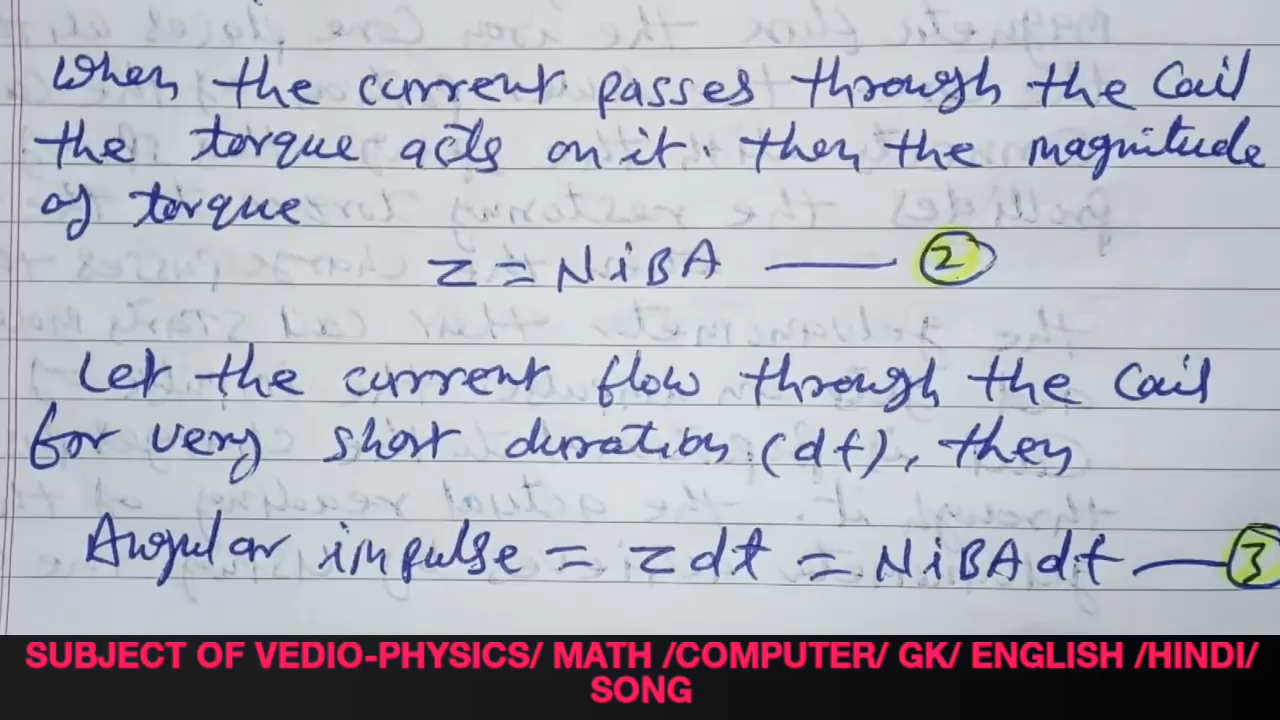 When the current passes through the Coil
the torque acts on it. then the magnitude
of torque
τ = NiBA —— ②
Let the current flow through the Coil
for very short duration (dt), then
Angular impulse = τdt = NiBAdt —— ③
SUBJECT OF VEDIO-PHYSICS/ MATH /COMPUTER/ GK/ ENGLISH /HINDI/
SONG